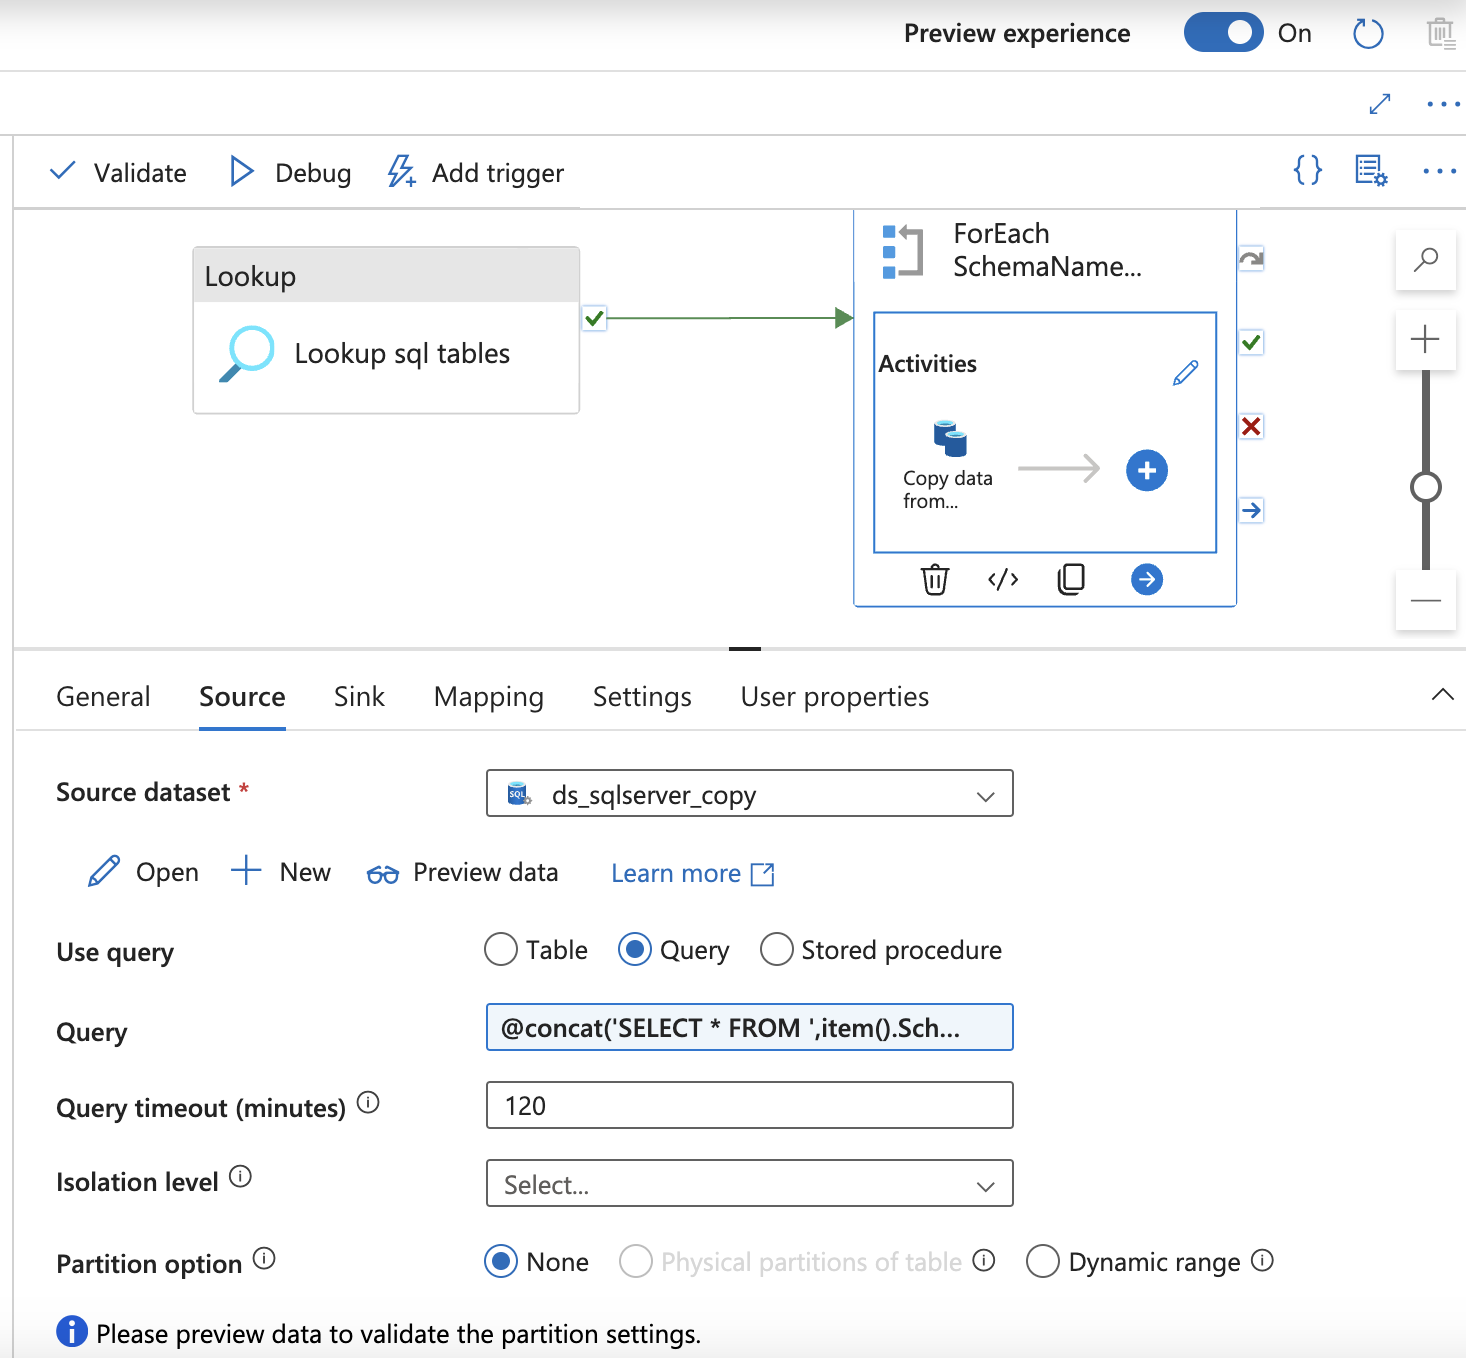 Preview experience On
Validate Debug Add trigger
Lookup
Lookup sql tables
ForEach
SchemaName...
Activities
Copy data
from...
General Source Sink Mapping Settings User properties
Source dataset *
SQL ds_sqlserver_copy
Open New Preview data Learn more
Use query Table Query Stored procedure
Query @concat('SELECT * FROM ',item().Sch...
Query timeout (minutes) 120
Isolation level Select...
Partition option None Physical partitions of table Dynamic range
Please preview data to validate the partition settings.